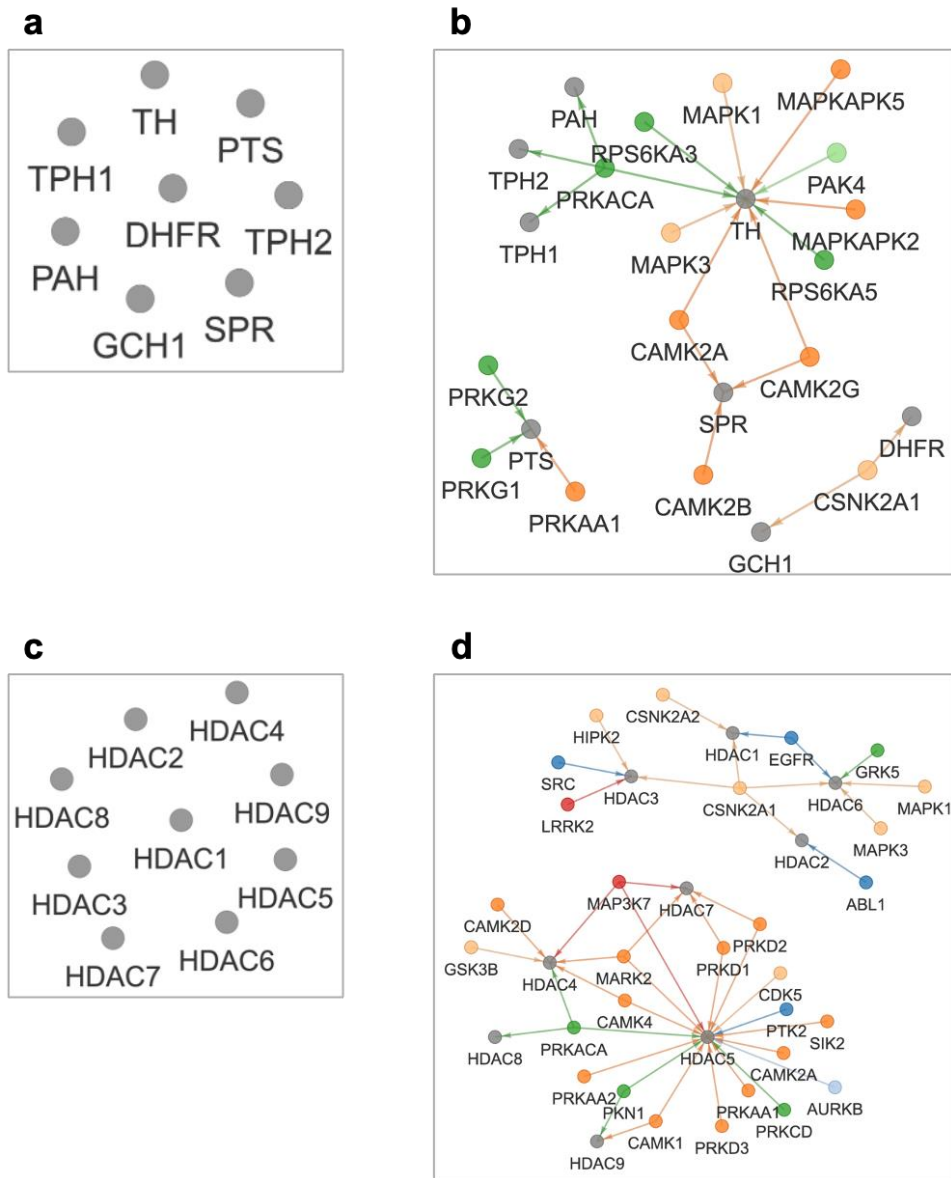 a
TH
PTS
TPH1
DHFR
TPH2
PAH
SPR
GCH1
b
PAH
MAPK1
MAPKAPK5
RPS6KA3
TPH2
PRKACA
PAK4
TPH1
TH
MAPKAPK2
MAPK3
RPS6KA5
CAMK2A
CAMK2G
PRKG2
SPR
PTS
DHFR
PRKG1
CAMK2B
CSNK2A1
PRKAA1
GCH1
c
HDAC4
HDAC2
HDAC8
HDAC9
HDAC1
HDAC3
HDAC5
HDAC7
HDAC6
d
CSNK2A2
HIPK2
HDAC1
EGFR
SRC
HDAC3
GRK5
LRRK2
CSNK2A1
HDAC6
MAPK1
MAPK3
HDAC2
ABL1
MAP3K7
HDAC7
CAMK2D
PRKD2
GSK3B
HDAC4
MARK2
PRKD1
CDK5
CAMK4
PTK2
SIK2
HDAC8
PRKACA
HDAC5
CAMK2A
PRKAA2
PKN1
PRKAA1
AURKB
PRKCD
CAMK1
PRKD3
HDAC9